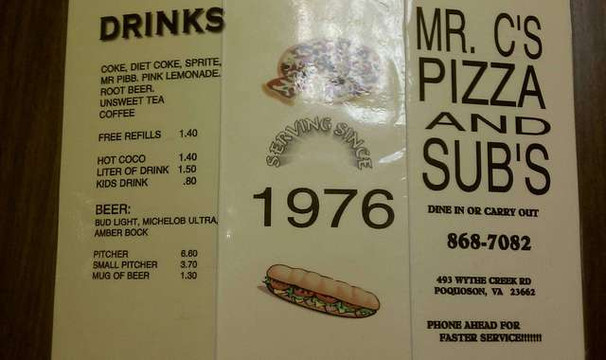 DRINKS
COKE, DIET COKE, SPRITE,
MR PIBB. PINK LEMONADE.
ROOT BEER.
UNSWEET TEA
COFFEE
FREE REFILLS 1.40
HOT COCO 1.40
LITER OF DRINK 1.50
KIDS DRINK .80
BEER:
BUD LIGHT, MICHELOB ULTRA,
AMBER BOCK
PITCHER 6.60
SMALL PITCHER 3.70
MUG OF BEER 1.30
SERVING SINCE
1976
MR. C'S
PIZZA
AND
SUB'S
DINE IN OR CARRY OUT
868-7082
493 WYTHE CREEK RD
POQUOSON, VA 23662
PHONE AHEAD FOR
FASTER SERVICE!!!!!!!